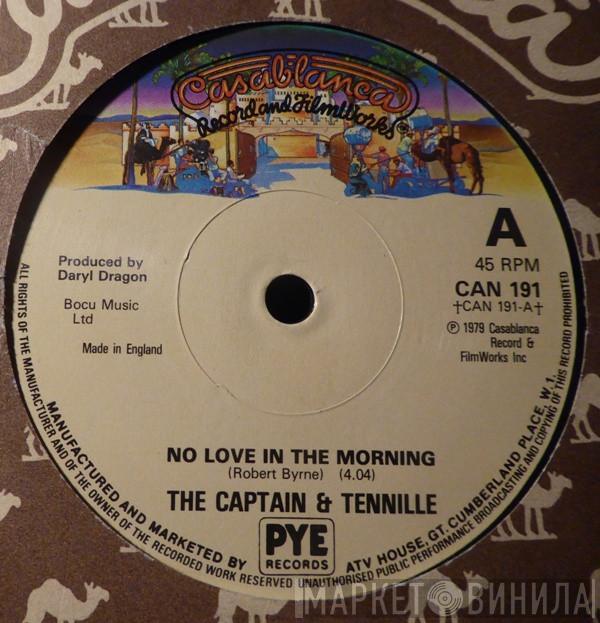 Casablanca
Record and FilmWorks
®
A
45 RPM
CAN 191
†CAN 191-A†
℗ 1979 Casablanca
Record &
FilmWorks Inc
Produced by
Daryl Dragon
Bocu Music
Ltd
Made in England
NO LOVE IN THE MORNING
(Robert Byrne) (4.04)
THE CAPTAIN & TENNILLE
PYE
RECORDS
MANUFACTURED AND MARKETED BY
ATV HOUSE, GT. CUMBERLAND PLACE, W.1.
ALL RIGHTS OF THE MANUFACTURER AND OF THE OWNER OF THE RECORDED WORK RESERVED UNAUTHORISED PUBLIC PERFORMANCE BROADCASTING AND COPYING OF THIS RECORD PROHIBITED
МАРКЕТ ВИНИЛА